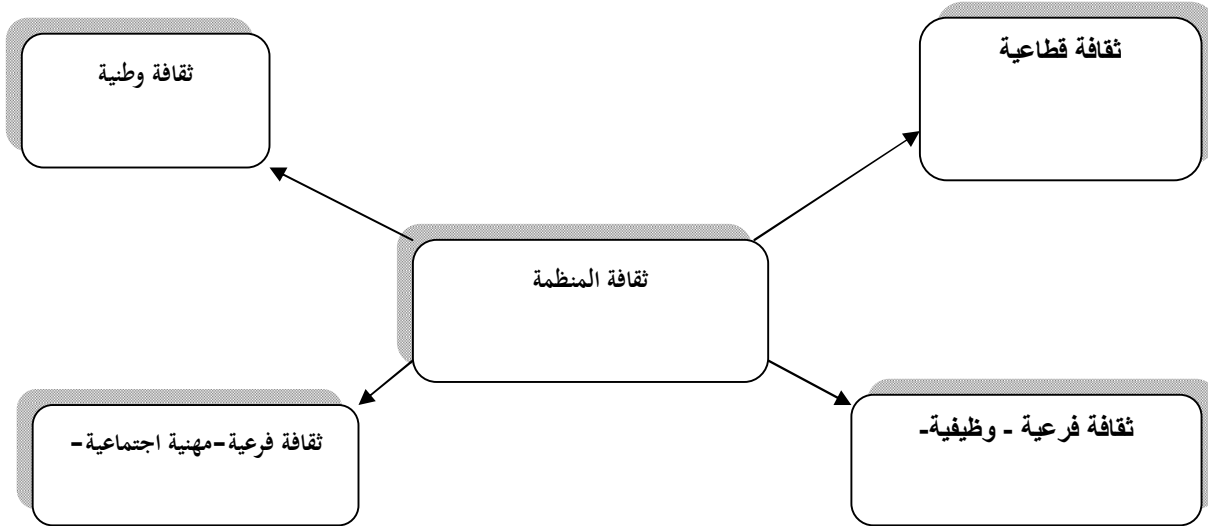 ثقافة قطاعية
ثقافة وطنية
ثقافة المنظمة
ثقافة فرعية - وظيفية-
ثقافة فرعية-مهنية اجتماعية-